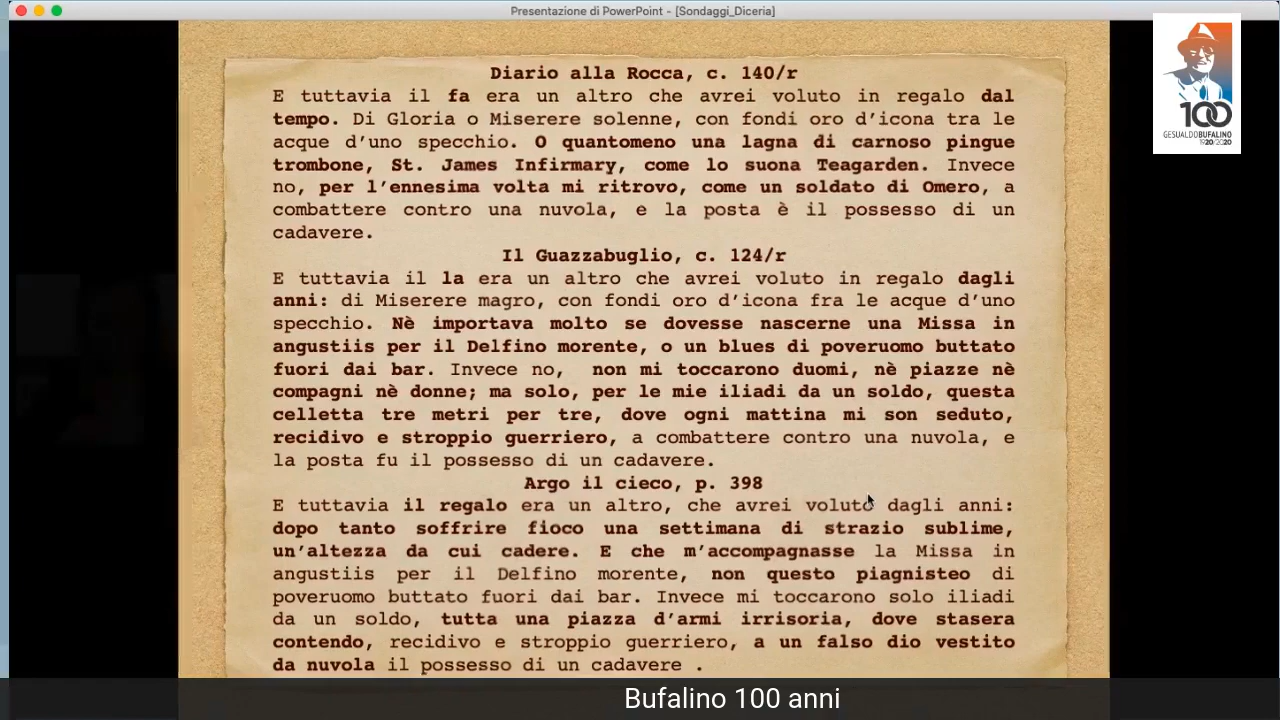 Presentazione di PowerPoint - [Sondaggi_Diceria]
Diario alla Rocca, c. 140/r
E tuttavia il fa era un altro che avrei voluto in regalo dal
tempo. Di Gloria o Miserere solenne, con fondi oro d'icona tra le
acque d'uno specchio. O quantomeno una lagna di carnoso pingue
trombone, St. James Infirmary, come lo suona Teagarden. Invece
no, per l'ennesima volta mi ritrovo, come un soldato di Omero, a
combattere contro una nuvola, e la posta è il possesso di un
cadavere.
Il Guazzabuglio, c. 124/r
E tuttavia il la era un altro che avrei voluto in regalo dagli
anni: di Miserere magro, con fondi oro d'icona fra le acque d'uno
specchio. Nè importava molto se dovesse nascerne una Missa in
angustiis per il Delfino morente, o un blues di poveruomo buttato
fuori dai bar. Invece no, non mi toccarono duomi, nè piazze nè
compagni nè donne; ma solo, per le mie iliadi da un soldo, questa
celletta tre metri per tre, dove ogni mattina mi son seduto,
recidivo e stroppio guerriero, a combattere contro una nuvola, e
la posta fu il possesso di un cadavere.
Argo il cieco, p. 398
E tuttavia il regalo era un altro, che avrei voluto dagli anni:
dopo tanto soffrire fioco una settimana di strazio sublime,
un'altezza da cui cadere. E che m'accompagnasse la Missa in
angustiis per il Delfino morente, non questo piagnisteo di
poveruomo buttato fuori dai bar. Invece mi toccarono solo iliadi
da un soldo, tutta una piazza d'armi irrisoria, dove stasera
contendo, recidivo e stroppio guerriero, a un falso dio vestito
da nuvola il possesso di un cadavere .
100
GESUALDOBUFALINO
1920/2020
Bufalino 100 anni